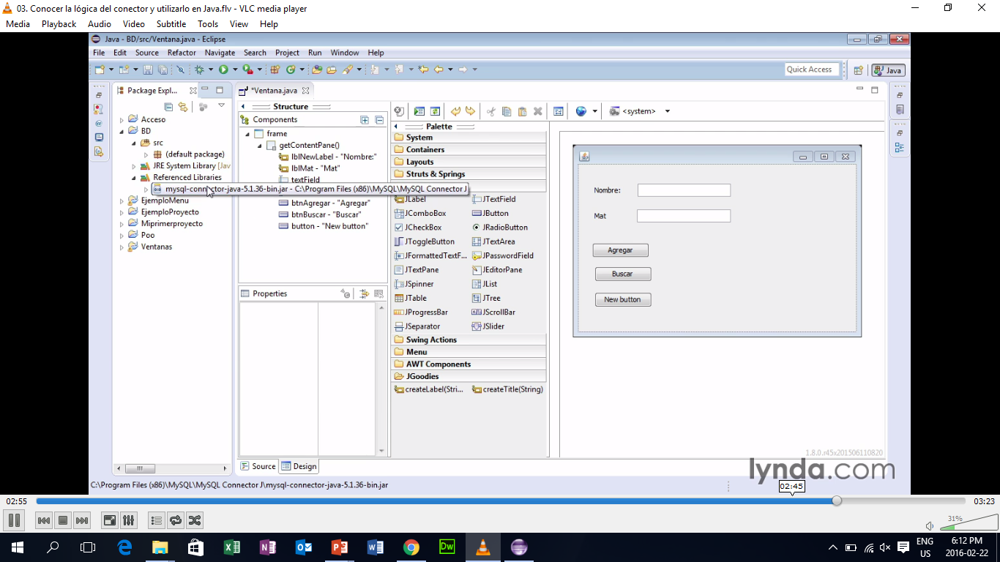 03. Conocer la lógica del conector y utilizarlo en Java.flv - VLC media player
Media Playback Audio Video Subtitle Tools View Help
Java - BD/src/Ventana.java - Eclipse
File Edit Source Refactor Navigate Search Project Run Window Help
Quick Access
Java
Package Expl...
*Ventana.java
Acceso
BD
src
(default package)
JRE System Library [Jav
Referenced Libraries
mysql-connector-java-5.1.36-bin.jar - C:\Program Files (x86)\MySQL\MySQL Connector J
EjemploMenu
EjemploProyecto
Miprimerproyecto
Poo
Ventanas
Structure
Components
frame
getContentPane()
lblNewLabel - "Nombre:"
lblMat - "Mat"
textField
btnAgregar - "Agregar"
btnBuscar - "Buscar"
button - "New button"
Properties
<system>
Palette
System
Containers
Layouts
Struts & Springs
JLabel JTextField
JComboBox JButton
JCheckBox JRadioButton
JToggleButton JTextArea
JFormattedTextF... JPasswordField
JTextPane JEditorPane
JSpinner JList
JTable JTree
JProgressBar JScrollBar
JSeparator JSlider
Swing Actions
Menu
AWT Components
JGoodies
createLabel(Stri... createTitle(String)
Nombre:
Mat
Agregar
Buscar
New button
1.8.0.r45x201506110820
Source Design
lynda.com
C:\Program Files (x86)\MySQL\MySQL Connector J\mysql-connector-java-5.1.36-bin.jar
02:45
02:55
03:23
31%
ENG
US
6:12 PM
2016-02-22